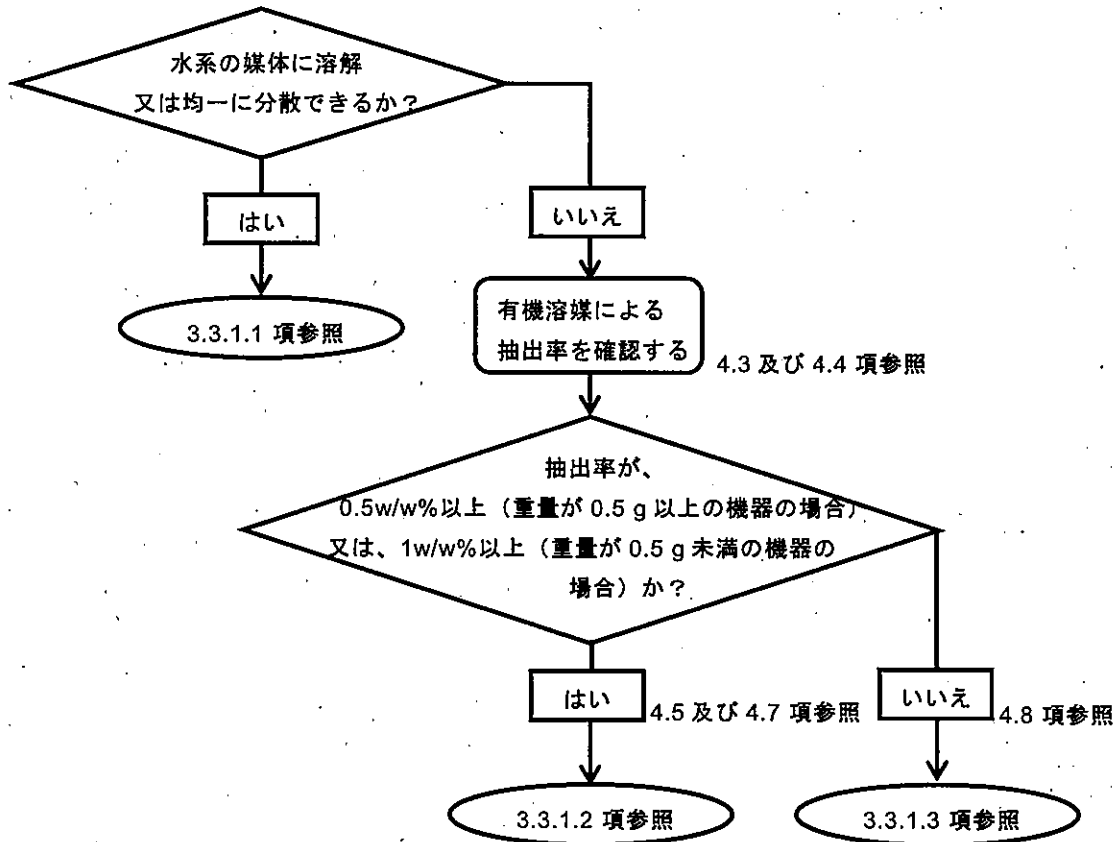 水系の媒体に溶解
又は均一に分散できるか?
はい
いいえ
3.3.1.1 項参照
有機溶媒による
抽出率を確認する
4.3 及び 4.4 項参照
抽出率が、
0.5w/w%以上(重量が 0.5 g 以上の機器の場合)
又は、1w/w%以上(重量が 0.5 g 未満の機器の
場合)か?
はい
4.5 及び 4.7 項参照
いいえ
4.8 項参照
3.3.1.2 項参照
3.3.1.3 項参照